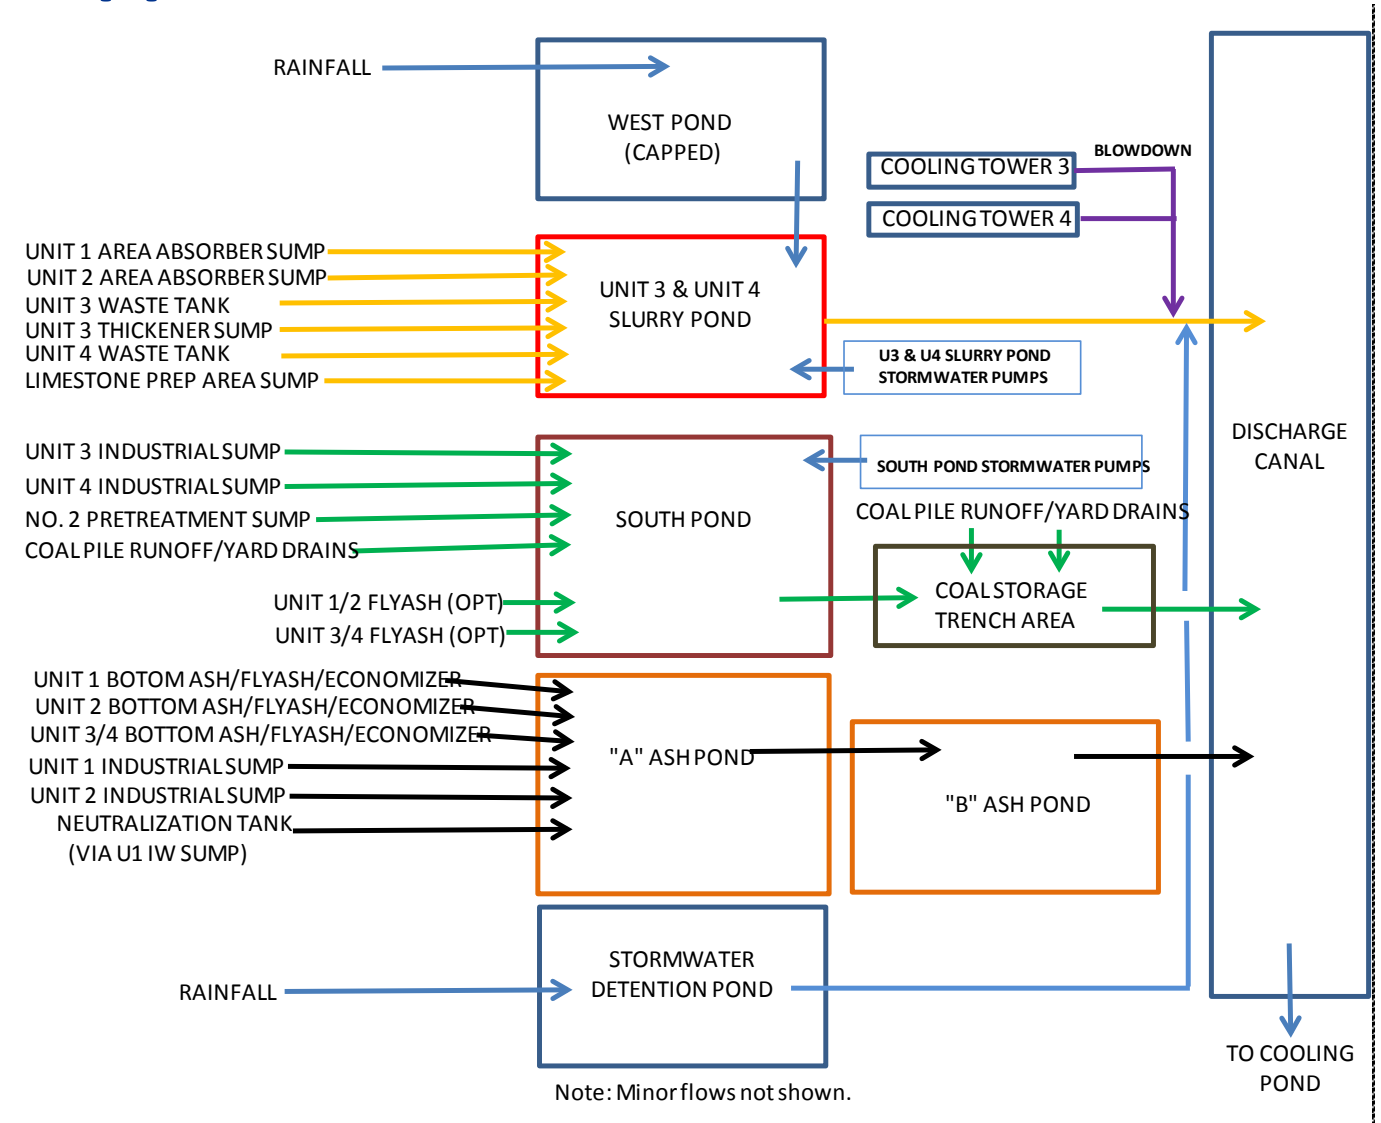 RAINFALL
WEST POND
(CAPPED)
BLOWDOWN
COOLING TOWER 3
COOLING TOWER 4
UNIT 1 AREA ABSORBER SUMP
UNIT 2 AREA ABSORBER SUMP
UNIT 3 WASTE TANK
UNIT 3 THICKENER SUMP
UNIT 4 WASTE TANK
LIMESTONE PREP AREA SUMP
UNIT 3 & UNIT 4
SLURRY POND
U3 & U4 SLURRY POND
STORMWATER PUMPS
UNIT 3 INDUSTRIAL SUMP
UNIT 4 INDUSTRIAL SUMP
NO. 2 PRETREATMENT SUMP
COAL PILE RUNOFF/YARD DRAINS
UNIT 1/2 FLYASH (OPT)
UNIT 3/4 FLYASH (OPT)
SOUTH POND
SOUTH POND STORMWATER PUMPS
COAL PILE RUNOFF/YARD DRAINS
COAL STORAGE
TRENCH AREA
DISCHARGE
CANAL
UNIT 1 BOTOM ASH/FLYASH/ECONOMIZER
UNIT 2 BOTTOM ASH/FLYASH/ECONOMIZER
UNIT 3/4 BOTTOM ASH/FLYASH/ECONOMIZER
UNIT 1 INDUSTRIAL SUMP
UNIT 2 INDUSTRIAL SUMP
NEUTRALIZATION TANK
(VIA U1 IW SUMP)
"A" ASH POND
"B" ASH POND
RAINFALL
STORMWATER
DETENTION POND
TO COOLING
POND
Note: Minor flows not shown.